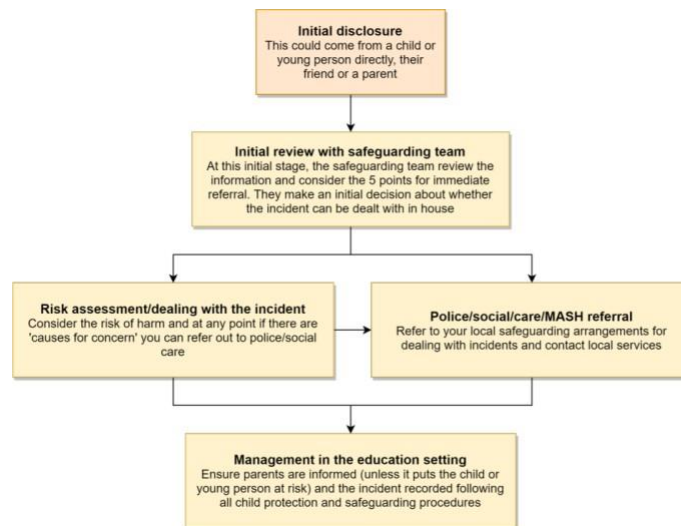 Initial disclosure
This could come from a child or
young person directly, their
friend or a parent
Initial review with safeguarding team
At this initial stage, the safeguarding team review the
information and consider the 5 points for immediate
referral. They make an initial decision about whether
the incident can be dealt with in house
Risk assessment/dealing with the incident
Consider the risk of harm and at any point if there are
'causes for concern' you can refer out to police/social
care
Police/social/care/MASH referral
Refer to your local safeguarding arrangements for
dealing with incidents and contact local services
Management in the education setting
Ensure parents are informed (unless it puts the child or
young person at risk) and the incident recorded following
all child protection and safeguarding procedures